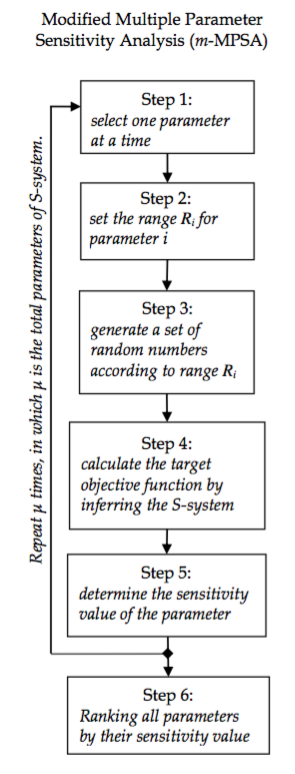 Modified Multiple Parameter
Sensitivity Analysis (m-MPSA)
Step 1:
select one parameter
at a time
Step 2:
set the range Ri for
parameter i
Step 3:
generate a set of
random numbers
according to range Ri
Step 4:
calculate the target
objective function by
inferring the S-system
Step 5:
determine the sensitivity
value of the parameter
Step 6:
Ranking all parameters
by their sensitivity value
Repeat μ times, in which μ is the total parameters of S-system.